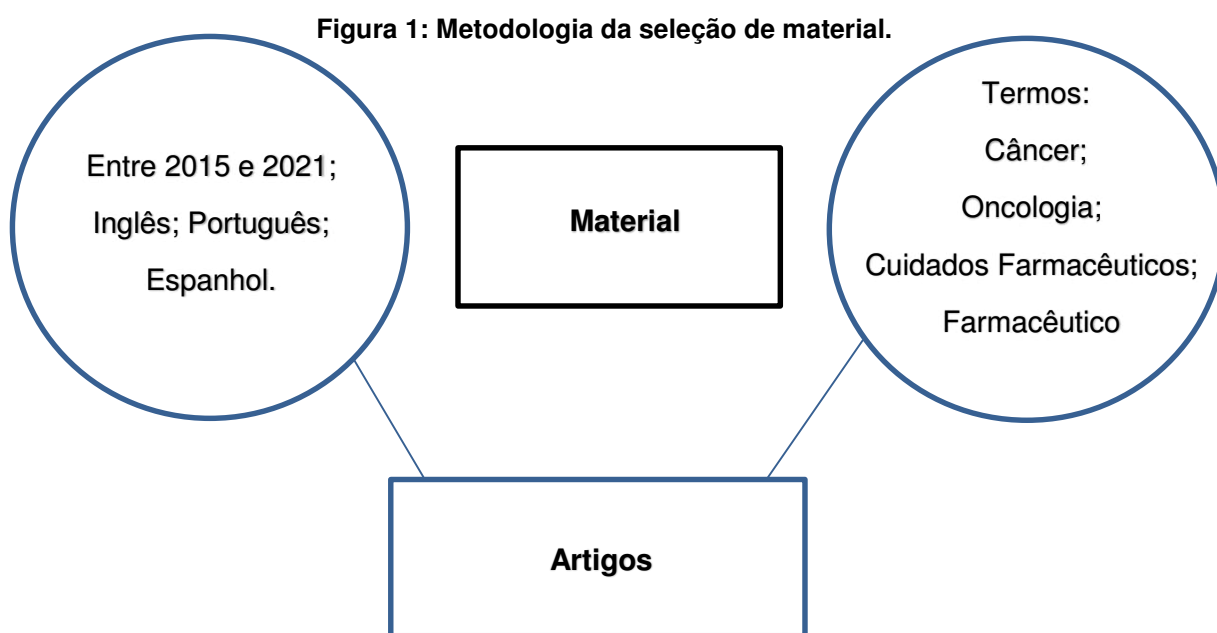 Figura 1: Metodologia da seleção de material.
Entre 2015 e 2021;
Inglês; Português;
Espanhol.
Material
Termos:
Câncer;
Oncologia;
Cuidados Farmacêuticos;
Farmacêutico
Artigos